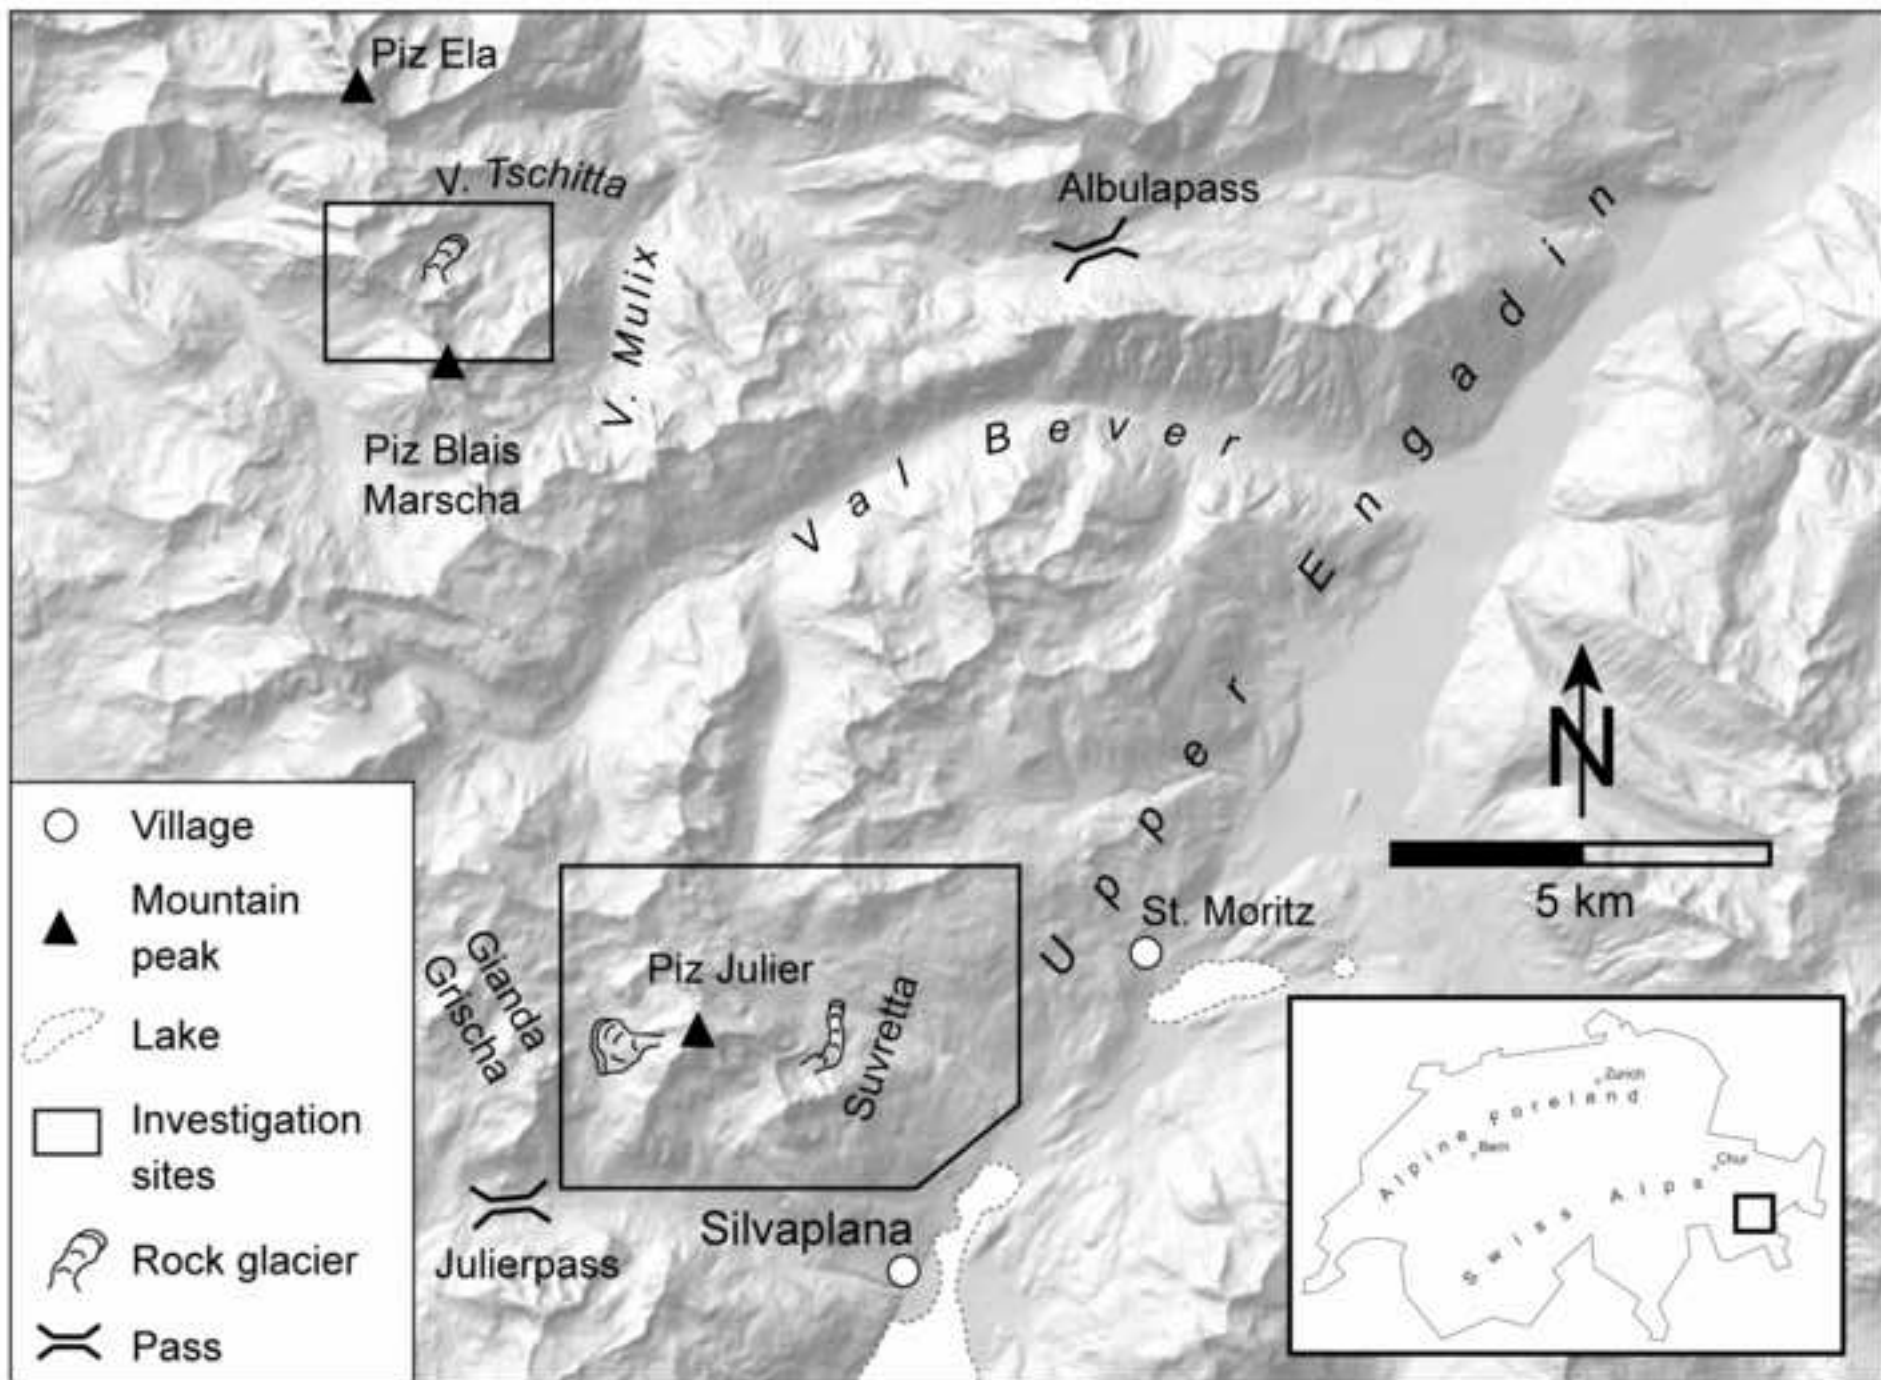 Piz Ela
V. Tschitta
Albulapass
V. Mulix
Piz Blais
Marscha
Val Bever
Upper Engadin
N
5 km
St. Moritz
Piz Julier
Gianda
Grischa
Suvretta
Silvaplana
Julierpass
Village
Mountain
peak
Lake
Investigation
sites
Rock glacier
Pass
Zurich
Alpine Foreland
Bern
Chur
Swiss Alps